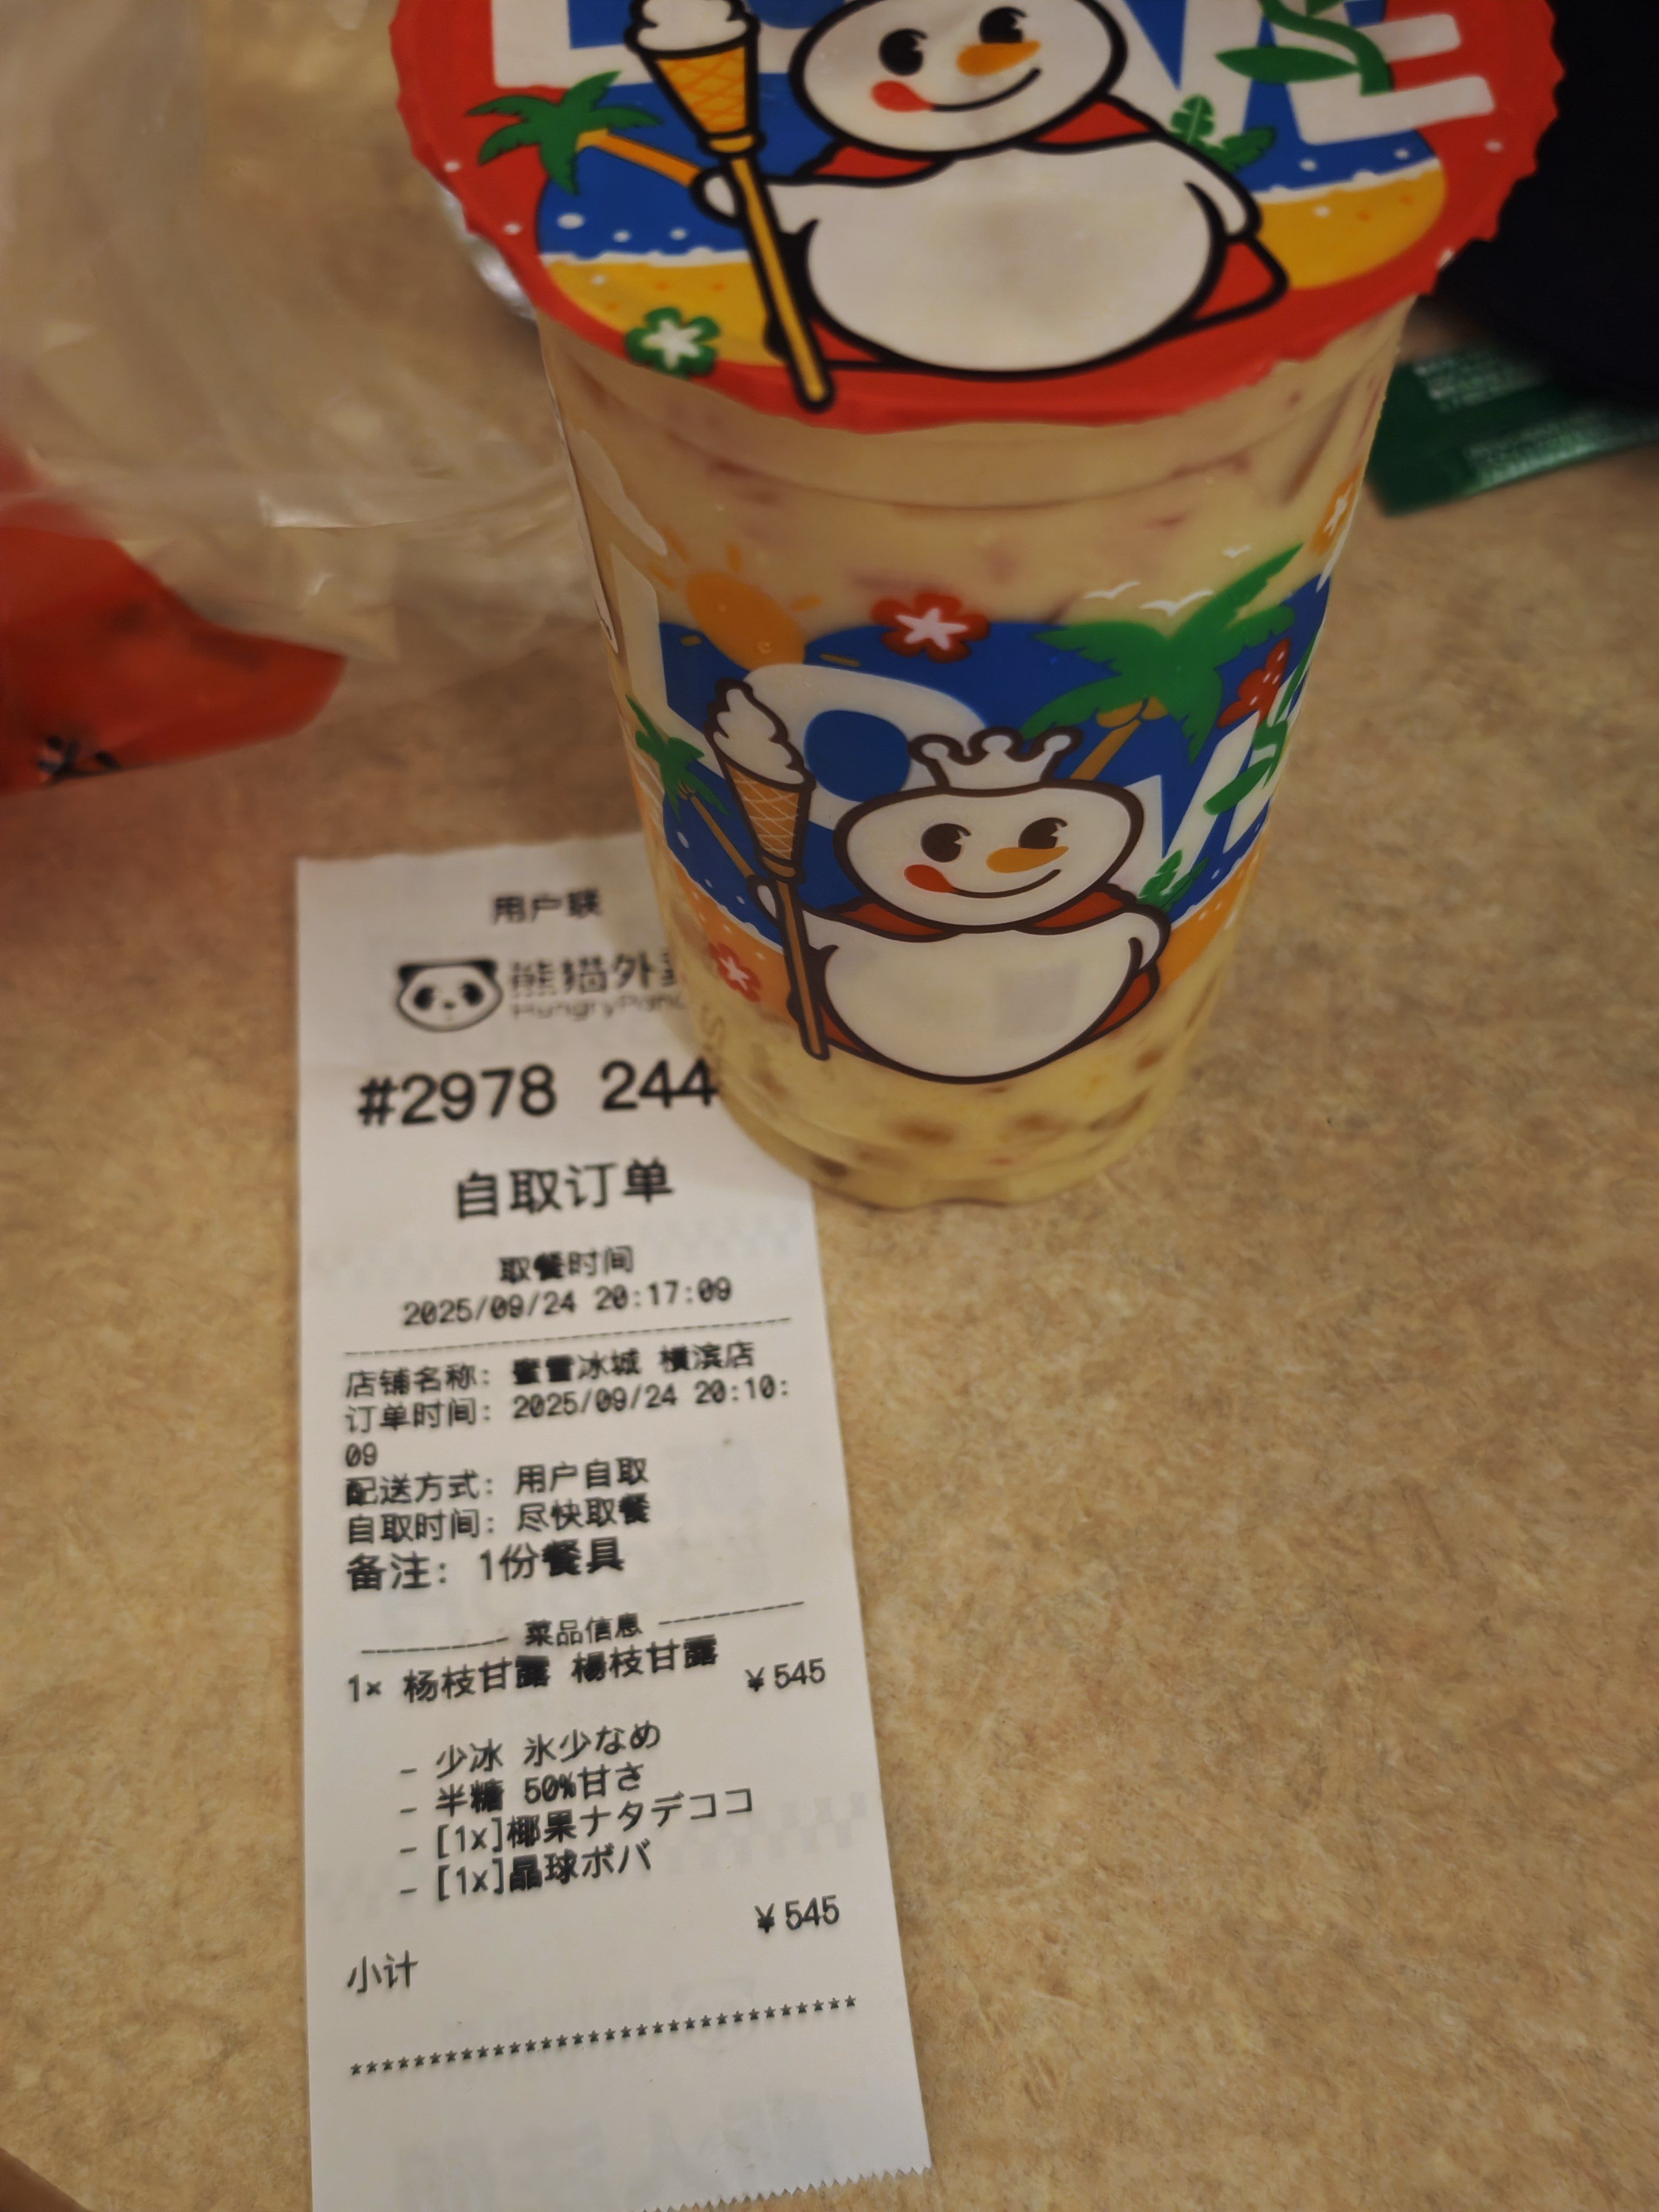 LOVE
LOVE
用户联
熊猫外
HungryPan
#2978 244
自取订单
取餐时间
2025/09/24 20:17:09
店铺名称: 蜜雪冰城 横滨店
订单时间: 2025/09/24 20:10:
09
配送方式: 用户自取
自取时间: 尽快取餐
备注: 1份餐具
菜品信息
1× 杨枝甘露 楊枝甘露
¥545
- 少冰 氷少なめ
- 半糖 50%甘さ
- [1x]椰果ナタデココ
- [1x]晶球ボバ
¥545
小计
*********************************